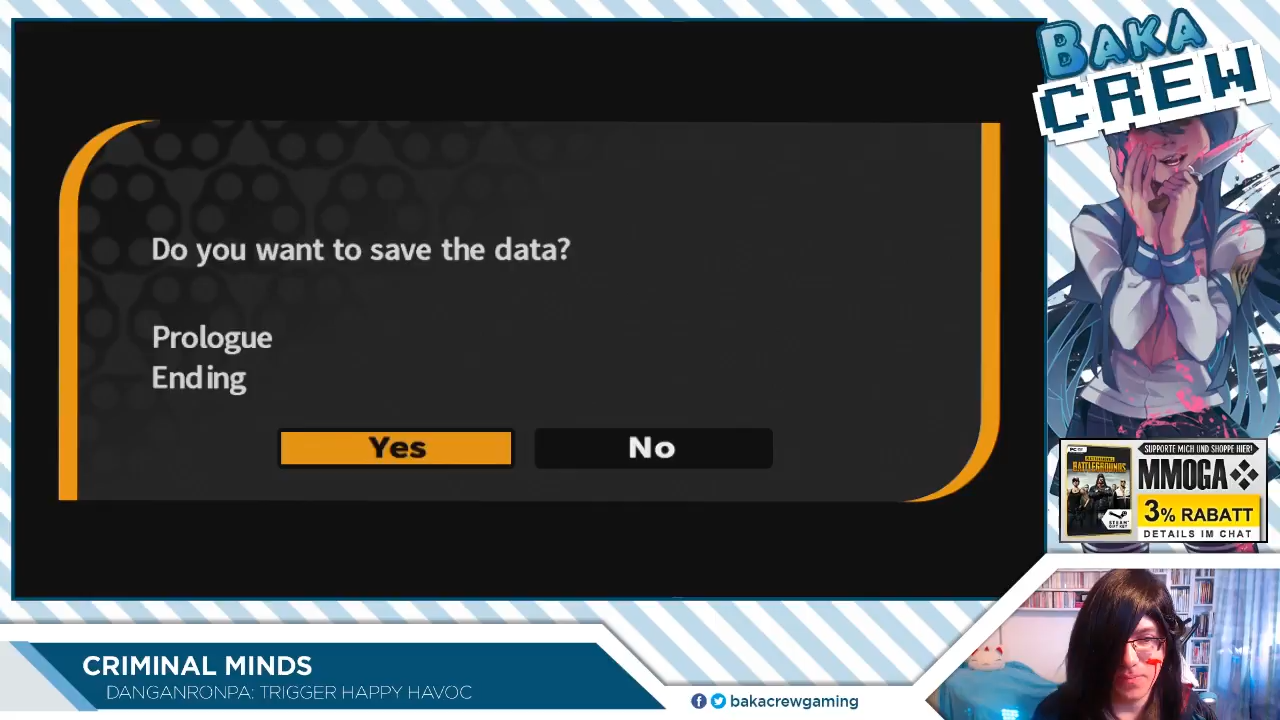 BAKA
CREW
Do you want to save the data?
Prologue
Ending
Yes
No
SUPPORTE MICH UND SHOPPE HIER!
MMOGA
3% RABATT
DETAILS IM CHAT
BATTLEGROUNDS
CRIMINAL MINDS
DANGANRONPA: TRIGGER HAPPY HAVOC
bakacrewgaming